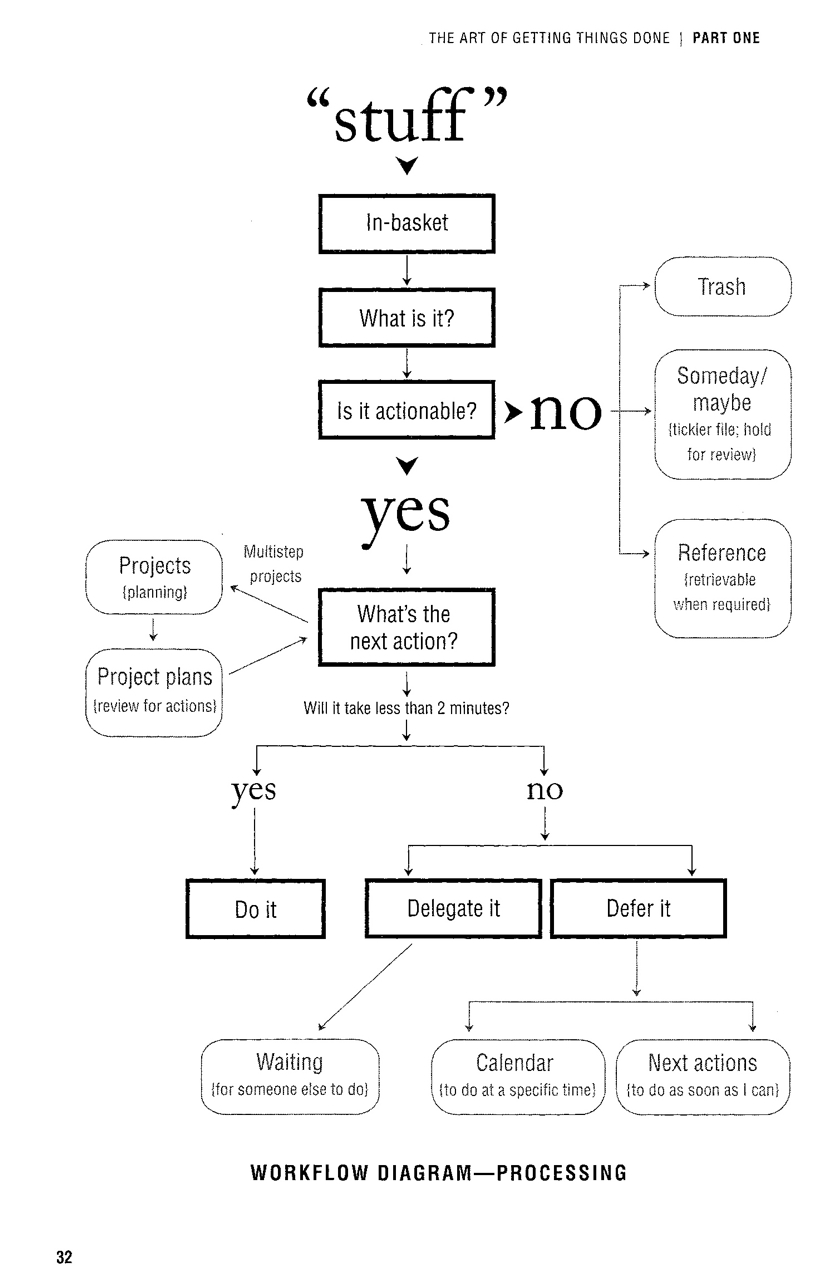 THE ART OF GETTING THINGS DONE | PART ONE
“stuff”
In-basket
What is it?
Is it actionable?
no
Trash
Someday/
maybe
{tickler file; hold
for review}
Reference
{retrievable
when required}
yes
Multistep
projects
Projects
{planning}
Project plans
{review for actions}
What's the
next action?
Will it take less than 2 minutes?
yes
no
Do it
Delegate it
Defer it
Waiting
{for someone else to do}
Calendar
{to do at a specific time}
Next actions
{to do as soon as I can}
WORKFLOW DIAGRAM—PROCESSING
32